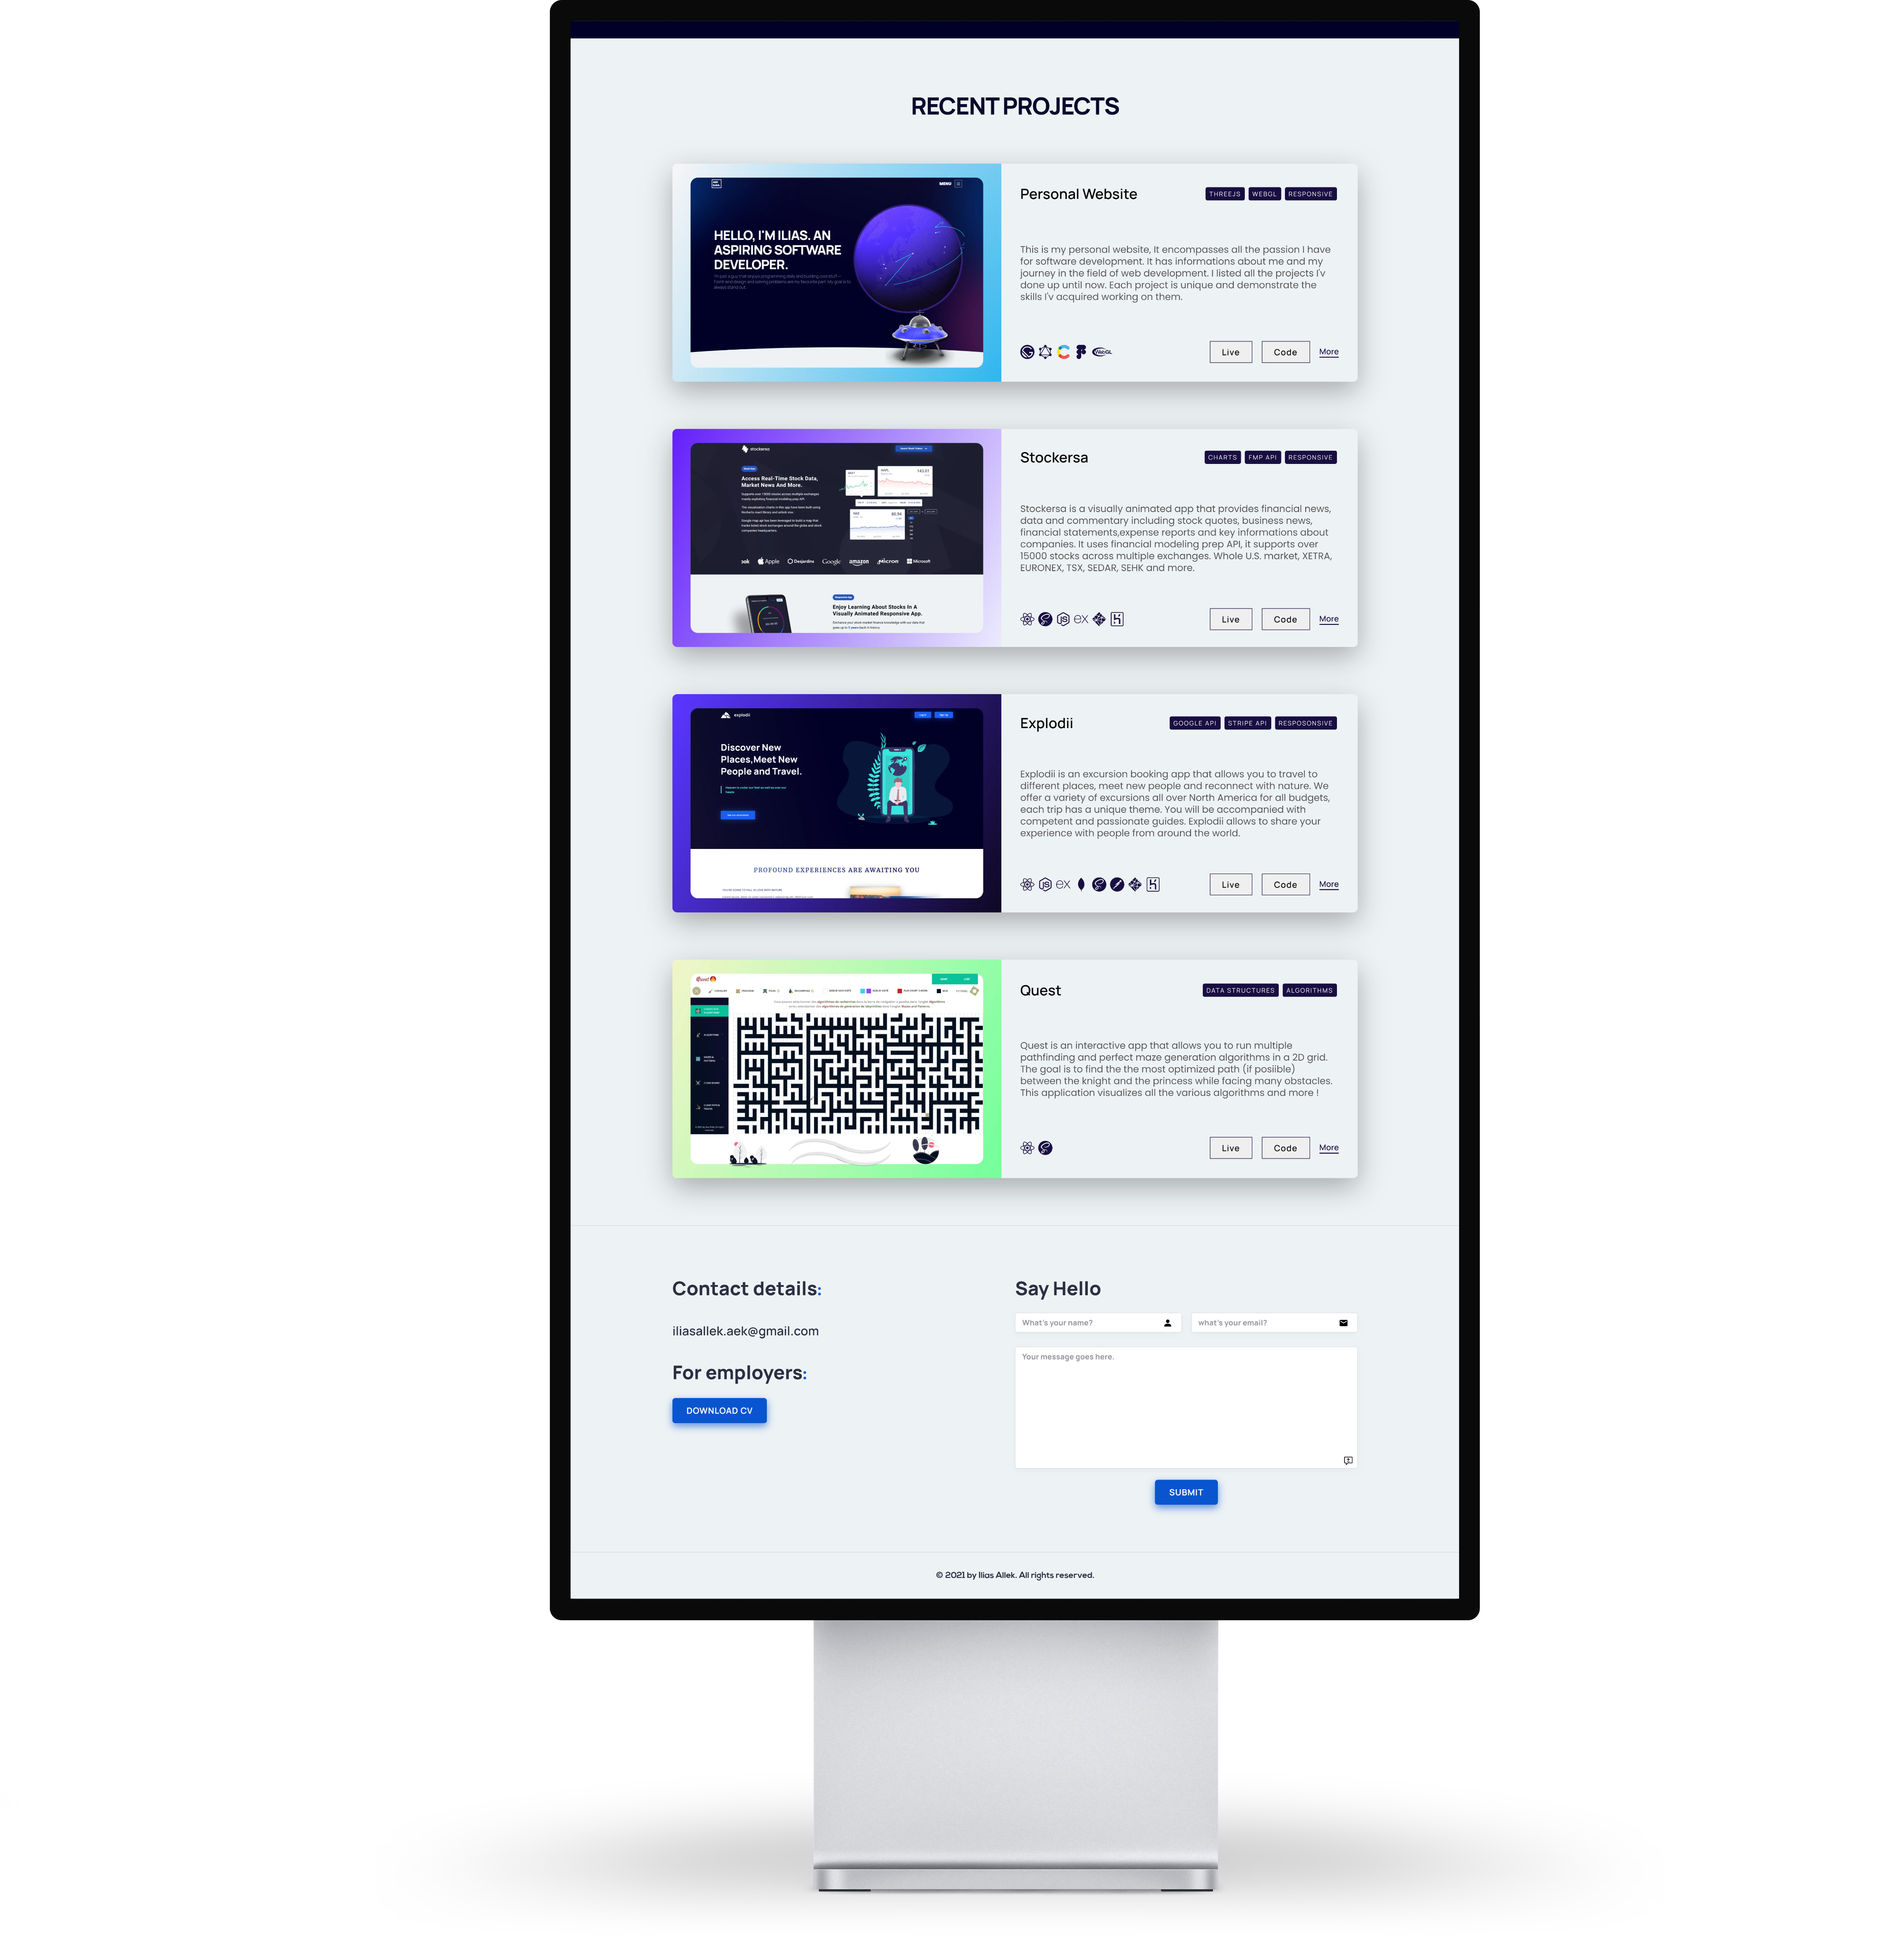 RECENT PROJECTS
MENU
HELLO, I'M ILIAS. AN
ASPIRING SOFTWARE
DEVELOPER.
Personal Website
THREEJS WEBGL RESPONSIVE
This is my personal website, It encompasses all the passion I have
for software development. It has informations about me and my
journey in the field of web development. I listed all the projects I'v
done up until now. Each project is unique and demonstrate the
skills I'v acquired working on them.
WebGL
Live Code More
stockersa
Access Real-Time Stock Data,
Market News And More.
ook Apple Desjardins Google amazon Micron Microsoft
Enjoy Learning About Stocks In A
Visually Animated Responsive App.
Stockersa
CHARTS FMP API RESPONSIVE
Stockersa is a visually animated app that provides financial news,
data and commentary including stock quotes, business news,
financial statements,expense reports and key informations about
companies. It uses financial modeling prep API, it supports over
15000 stocks across multiple exchanges. Whole U.S. market, XETRA,
EURONEX, TSX, SEDAR, SEHK and more.
JS ex
Live Code More
explodii
Discover New
Places,Meet New
People and Travel.
PROFOUND EXPERIENCES ARE AWAITING YOU
Explodii
GOOGLE API STRIPE API RESPOSONSIVE
Explodii is an excursion booking app that allows you to travel to
different places, meet new people and reconnect with nature. We
offer a variety of excursions all over North America for all budgets,
each trip has a unique theme. You will be accompanied with
competent and passionate guides. Explodii allows to share your
experience with people from around the world.
JS ex
Live Code More
Quest
DATA STRUCTURES ALGORITHMS
Quest is an interactive app that allows you to run multiple
pathfinding and perfect maze generation algorithms in a 2D grid.
The goal is to find the the most optimized path (if posiible)
between the knight and the princess while facing many obstacles.
This application visualizes all the various algorithms and more !
Live Code More
Contact details:
iliasallek.aek@gmail.com
For employers:
DOWNLOAD CV
Say Hello
What's your name? what's your email?
Your message goes here.
SUBMIT
© 2021 by Ilias Allek. All rights reserved.